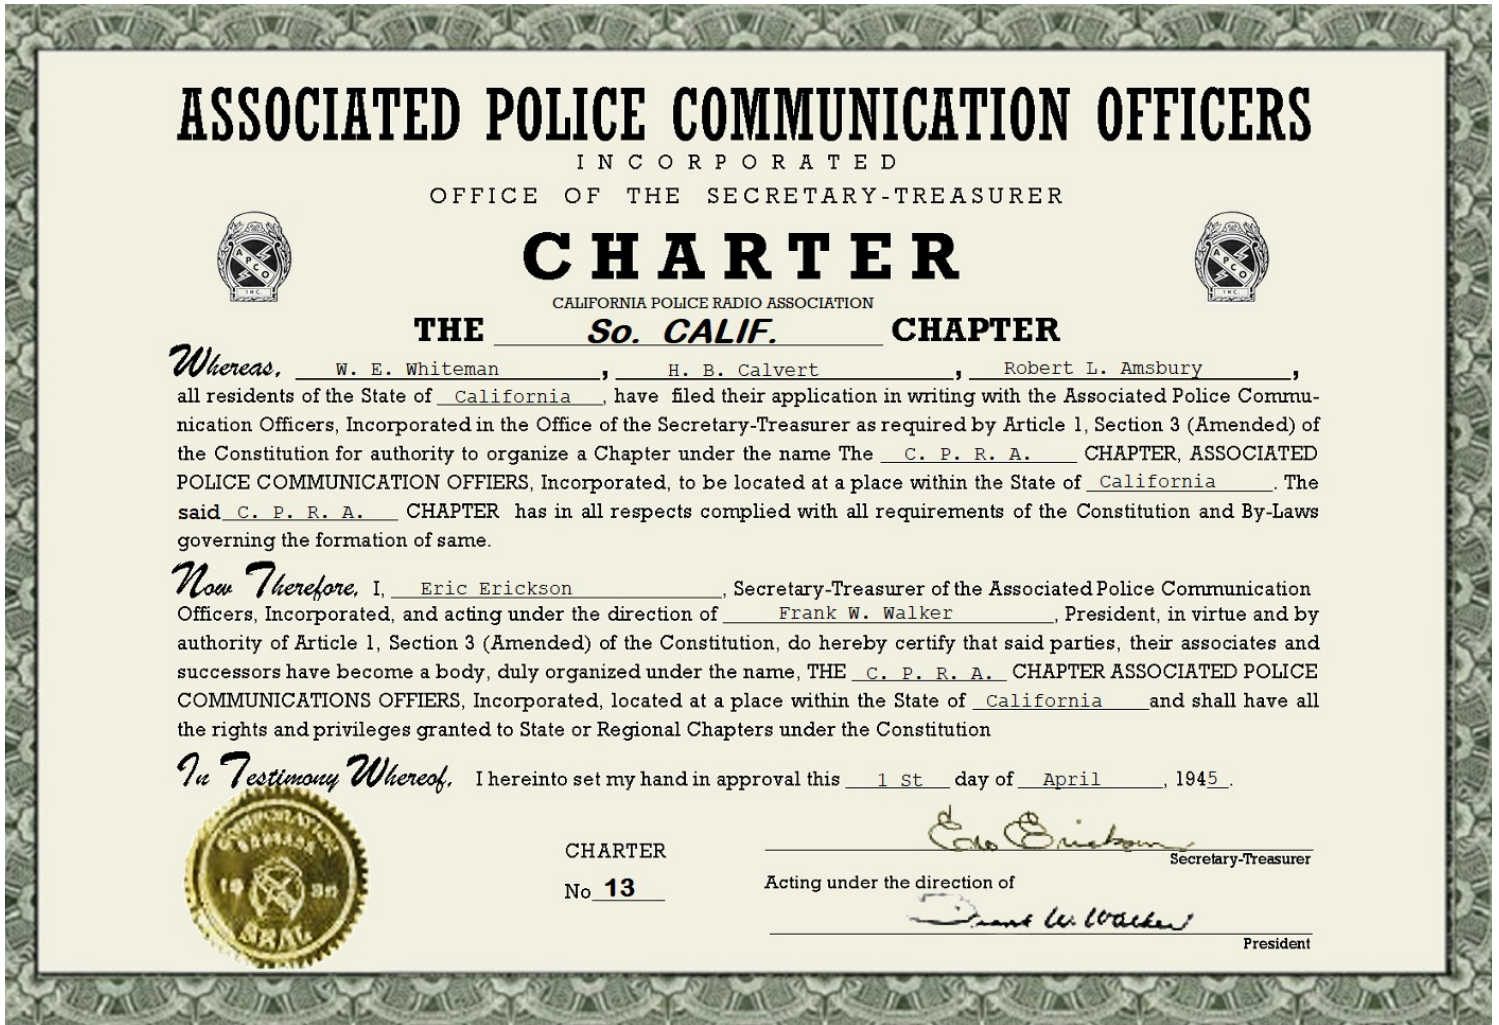 ASSOCIATED POLICE COMMUNICATION OFFICERS
INCORPORATED
OFFICE OF THE SECRETARY-TREASURER
CHARTER
APCO
INC.
APCO
INC.
CALIFORNIA POLICE RADIO ASSOCIATION
THE So. CALIF. CHAPTER
Whereas, W. E. Whiteman, H. B. Calvert, Robert L. Amsbury,
all residents of the State of California, have filed their application in writing with the Associated Police Commu-
nication Officers, Incorporated in the Office of the Secretary-Treasurer as required by Article 1, Section 3 (Amended) of
the Constitution for authority to organize a Chapter under the name The C. P. R. A. CHAPTER, ASSOCIATED
POLICE COMMUNICATION OFFIERS, Incorporated, to be located at a place within the State of California. The
said C. P. R. A. CHAPTER has in all respects complied with all requirements of the Constitution and By-Laws
governing the formation of same.
Now Therefore, I, Eric Erickson, Secretary-Treasurer of the Associated Police Communication
Officers, Incorporated, and acting under the direction of Frank W. Walker, President, in virtue and by
authority of Article 1, Section 3 (Amended) of the Constitution, do hereby certify that said parties, their associates and
successors have become a body, duly organized under the name, THE C. P. R. A. CHAPTER ASSOCIATED POLICE
COMMUNICATIONS OFFIERS, Incorporated, located at a place within the State of California and shall have all
the rights and privileges granted to State or Regional Chapters under the Constitution
In Testimony Whereof, I hereinto set my hand in approval this 1 St day of April, 1945.
CORPORATION
SEAL
CHARTER
No 13
Erickson
Secretary-Treasurer
Acting under the direction of
Frank W. Walker
President